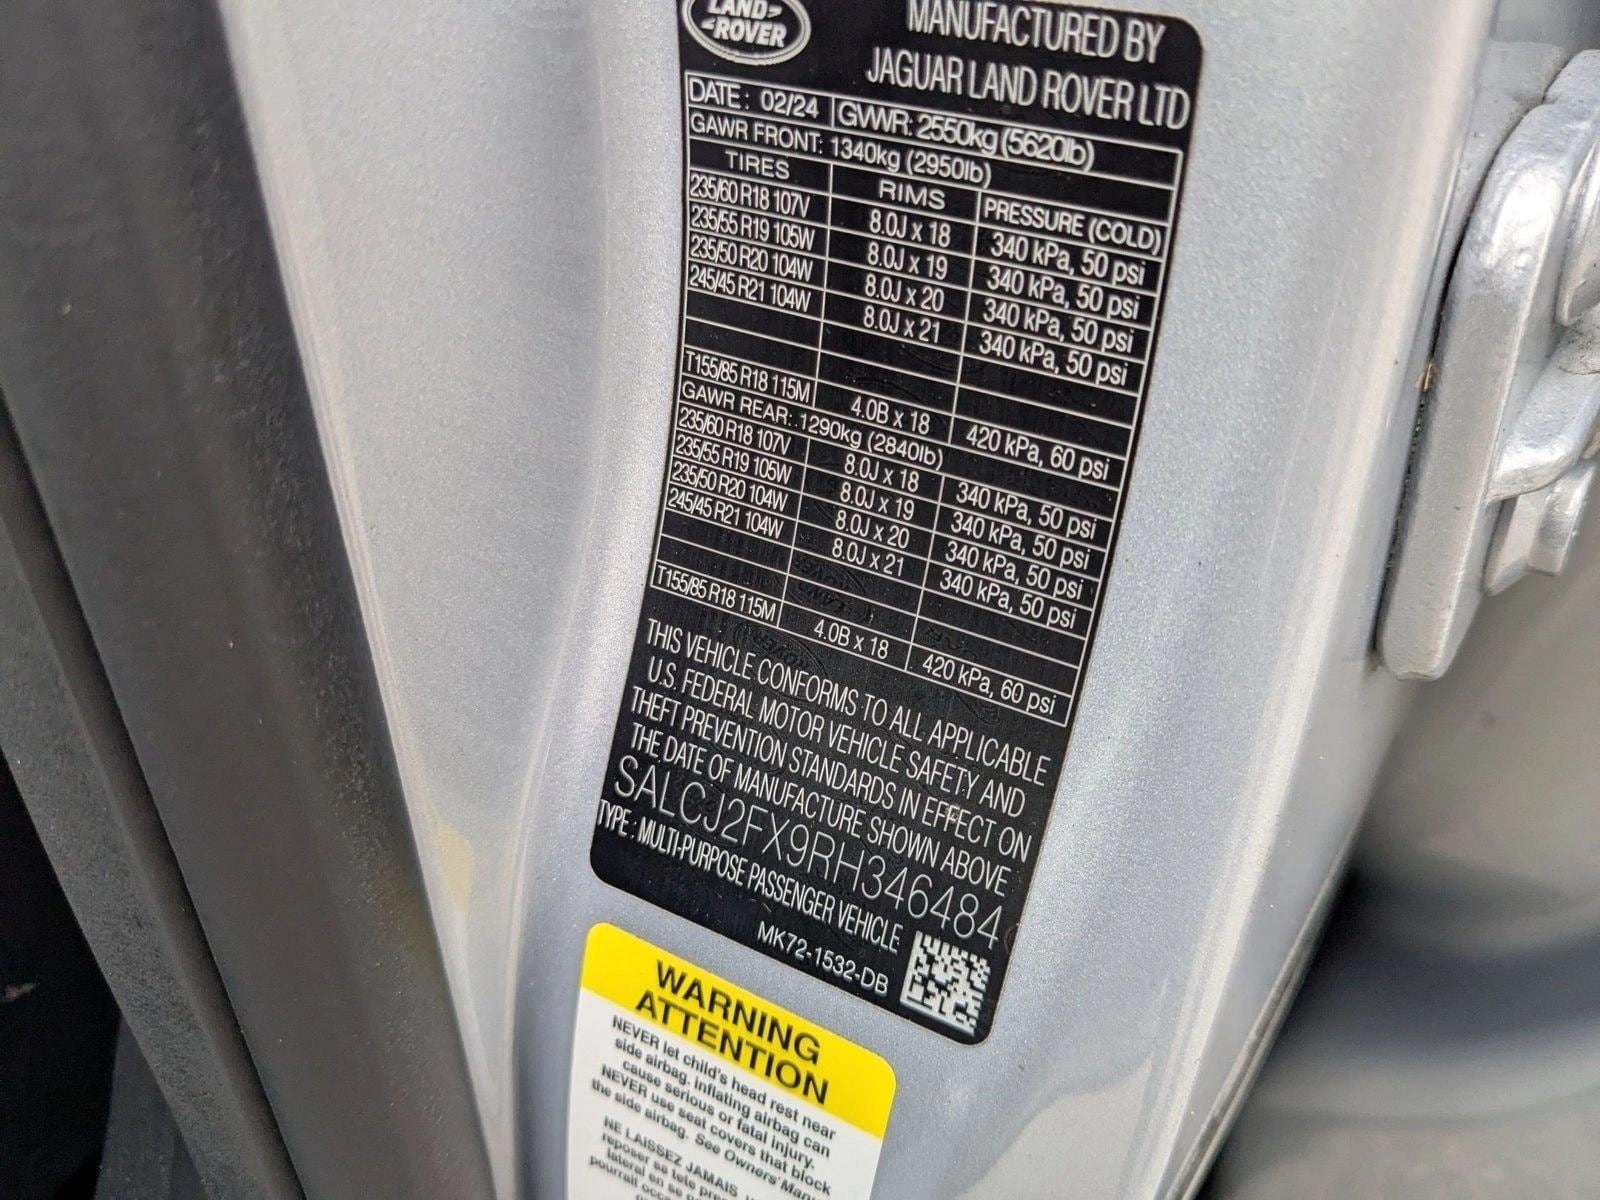 LAND-
-ROVER
MANUFACTURED BY
JAGUAR LAND ROVER LTD
DATE: 02/24 GVWR: 2550kg (5620lb)
GAWR FRONT: 1340kg (2950lb)
TIRES RIMS PRESSURE (COLD)
235/60 R18 107V 8.0J x 18 340 kPa, 50 psi
235/55 R19 105W 8.0J x 19 340 kPa, 50 psi
235/50 R20 104W 8.0J x 20 340 kPa, 50 psi
245/45 R21 104W 8.0J x 21 340 kPa, 50 psi
T155/85 R18 115M 4.0B x 18 420 kPa, 60 psi
GAWR REAR: 1290kg (2840lb)
235/60 R18 107V 8.0J x 18 340 kPa, 50 psi
235/55 R19 105W 8.0J x 19 340 kPa, 50 psi
235/50 R20 104W 8.0J x 20 340 kPa, 50 psi
245/45 R21 104W 8.0J x 21 340 kPa, 50 psi
T155/85 R18 115M 4.0B x 18 420 kPa, 60 psi
THIS VEHICLE CONFORMS TO ALL APPLICABLE
U.S. FEDERAL MOTOR VEHICLE SAFETY AND
THEFT PREVENTION STANDARDS IN EFFECT ON
THE DATE OF MANUFACTURE SHOWN ABOVE
SALCJ2FX9RH346484
TYPE: MULTI-PURPOSE PASSENGER VEHICLE
MK72-1532-DB
WARNING
ATTENTION
NEVER let child's head rest near
side airbag, inflating airbag can
cause serious or fatal injury.
NEVER use seat covers that block
the side airbag. See Owners' Man
NE LAISSEZ JAMAIS
reposer sa tete
lateral en se
pourrait